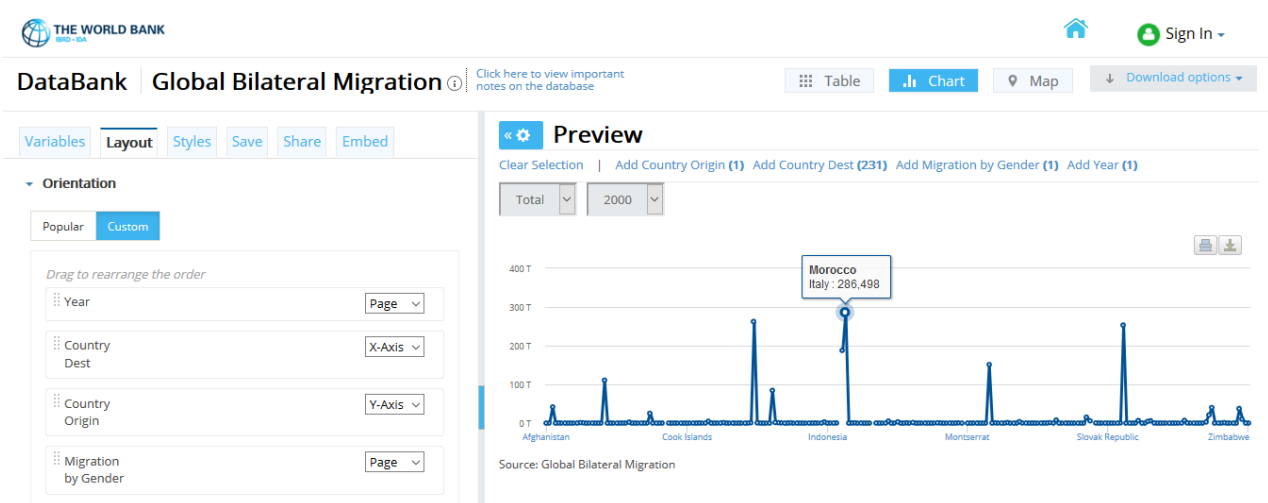 THE WORLD BANK
IBRD • IDA
Sign In
DataBank
Global Bilateral Migration
Click here to view important
notes on the database
Table
Chart
Map
Download options
Variables
Layout
Styles
Save
Share
Embed
Orientation
Popular
Custom
Drag to rearrange the order
Year
Page
Country
Dest
X-Axis
Country
Origin
Y-Axis
Migration
by Gender
Page
Preview
Clear Selection | Add Country Origin (1) Add Country Dest (231) Add Migration by Gender (1) Add Year (1)
Total
2000
Morocco
Italy : 286,498
400 T
300 T
200 T
100 T
0 T
Afghanistan
Cook Islands
Indonesia
Montserrat
Slovak Republic
Zimbabwe
Source: Global Bilateral Migration